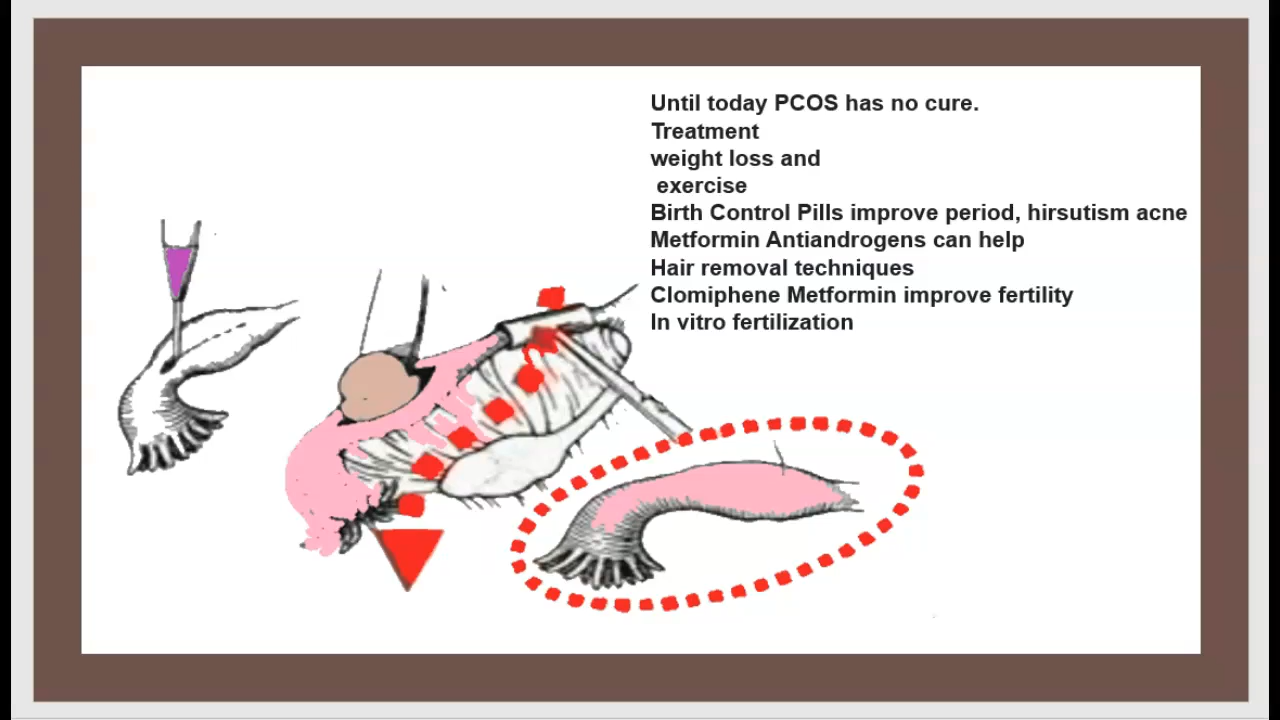 Until today PCOS has no cure.
Treatment
weight loss and
exercise
Birth Control Pills improve period, hirsutism acne
Metformin Antiandrogens can help
Hair removal techniques
Clomiphene Metformin improve fertility
In vitro fertilization